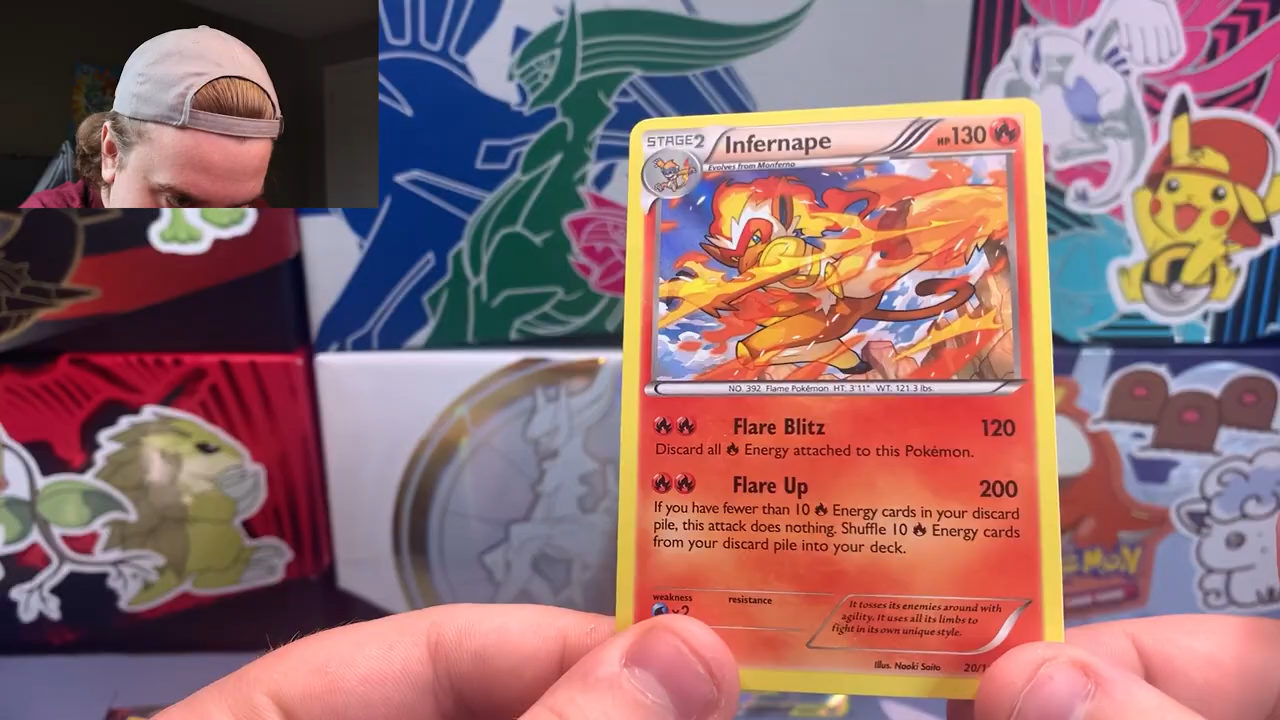 STAGE2 Infernape HP130
Evolves from Monferno
NO. 392 Flame Pokémon HT: 3'11" WT: 121.3 lbs.
Flare Blitz 120
Discard all Energy attached to this Pokémon.
Flare Up 200
If you have fewer than 10 Energy cards in your discard
pile, this attack does nothing. Shuffle 10 Energy cards
from your discard pile into your deck.
weakness resistance
×2
It tosses its enemies around with
agility. It uses all its limbs to
fight in its own unique style.
Illus. Naoki Saito